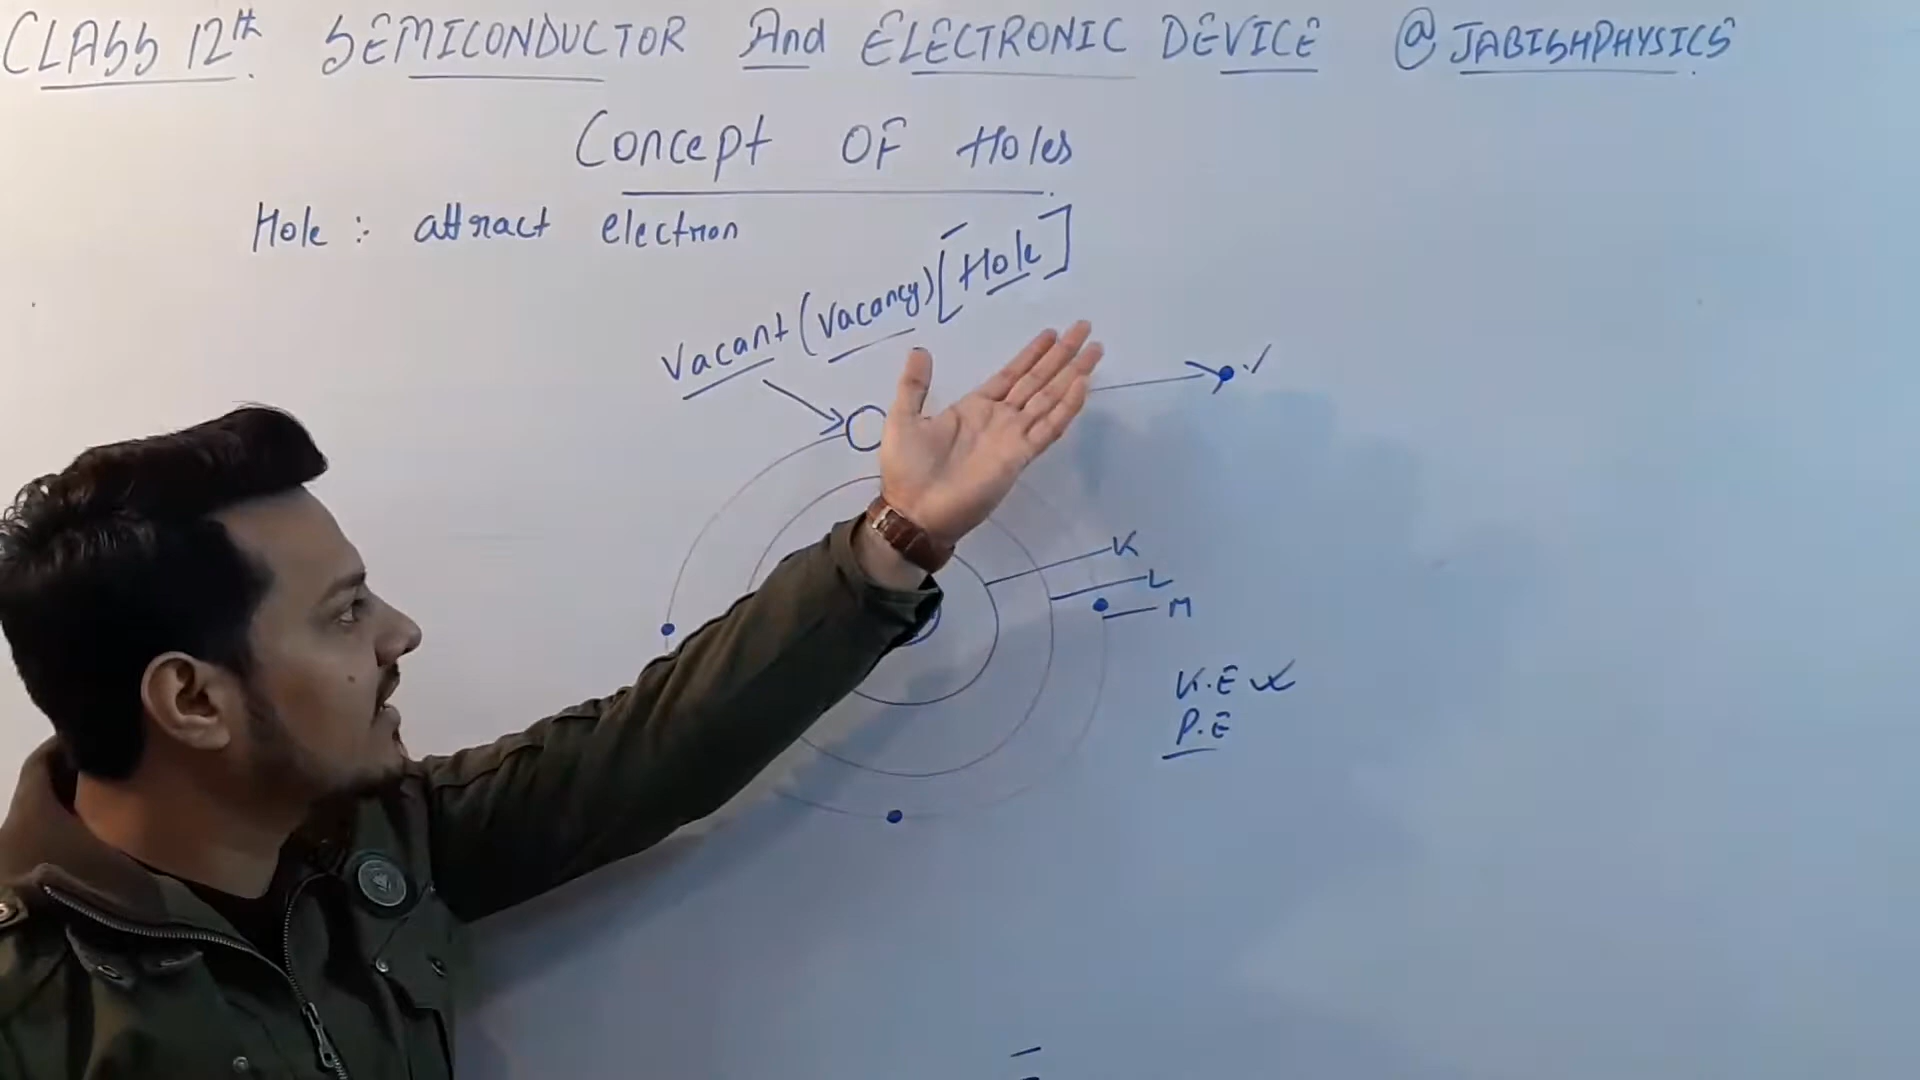 CLASS 12th SEMICONDUCTOR And ELECTRONIC DEVICE @JABISHPHYSICS
Concept OF Holes
Hole : attract electron
Vacant (Vacancy) [Hole]
K
L
M
K.E
P.E